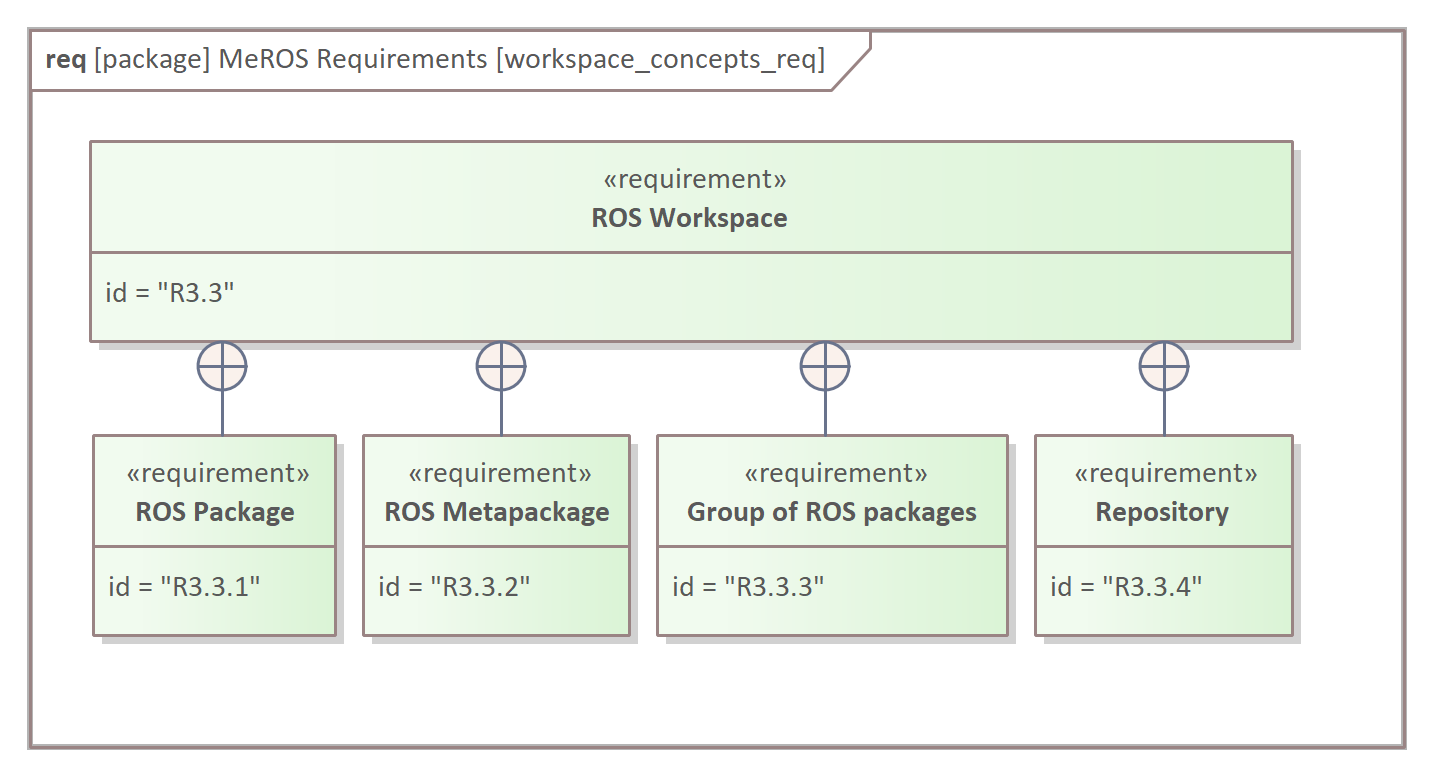 req [package] MeROS Requirements [workspace_concepts_req]
«requirement»
ROS Workspace
id = "R3.3"
«requirement»
ROS Package
id = "R3.3.1"
«requirement»
ROS Metapackage
id = "R3.3.2"
«requirement»
Group of ROS packages
id = "R3.3.3"
«requirement»
Repository
id = "R3.3.4"